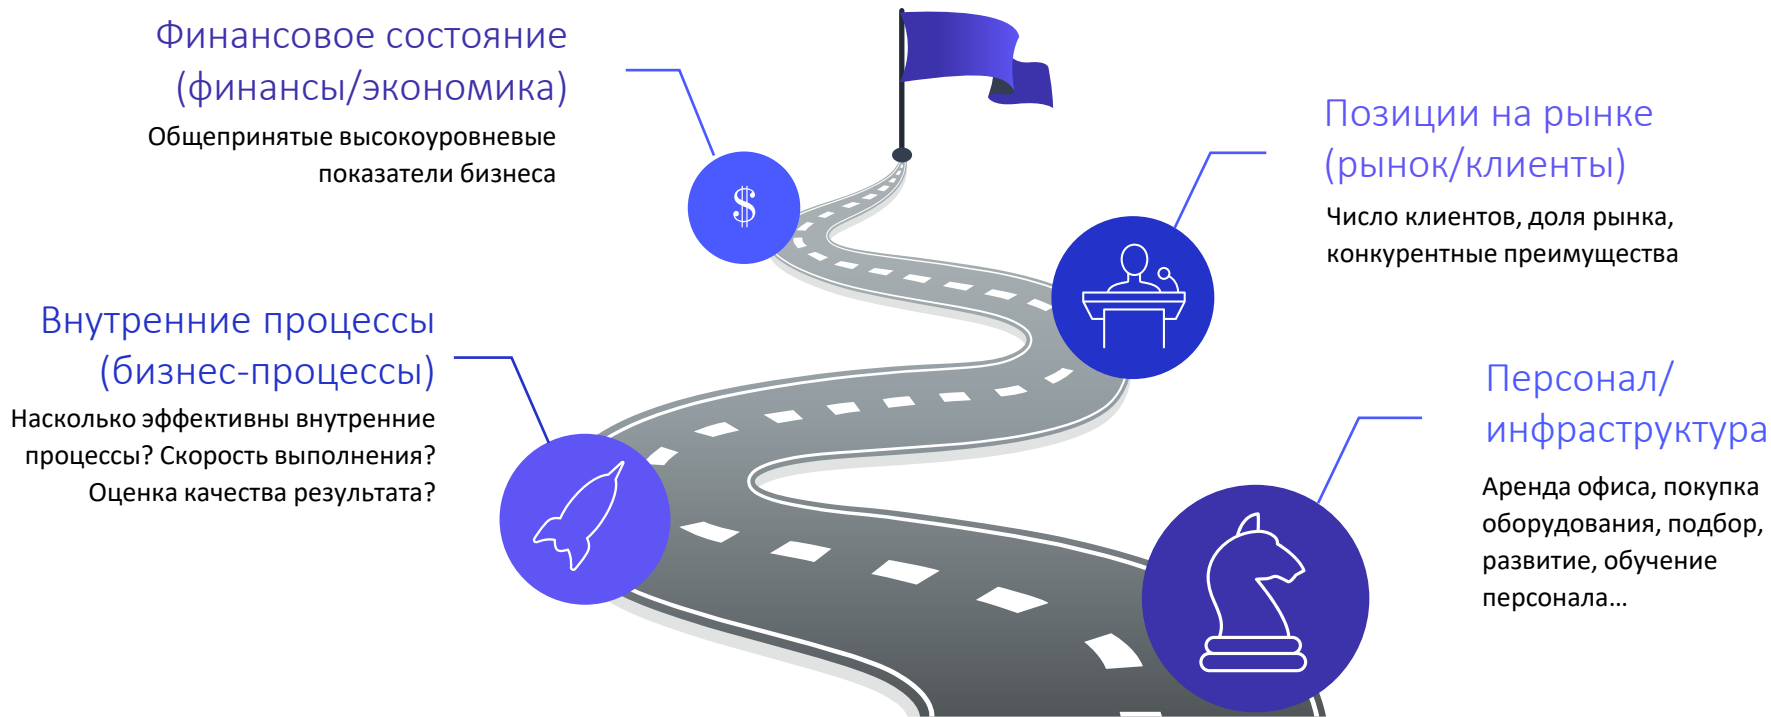 Финансовое состояние
(финансы/экономика)
Общепринятые высокоуровневые
показатели бизнеса
$
Позиции на рынке
(рынок/клиенты)
Число клиентов, доля рынка,
конкурентные преимущества
Внутренние процессы
(бизнес-процессы)
Насколько эффективны внутренние
процессы? Скорость выполнения?
Оценка качества результата?
Персонал/
инфраструктура
Аренда офиса, покупка
оборудования, подбор,
развитие, обучение
персонала...